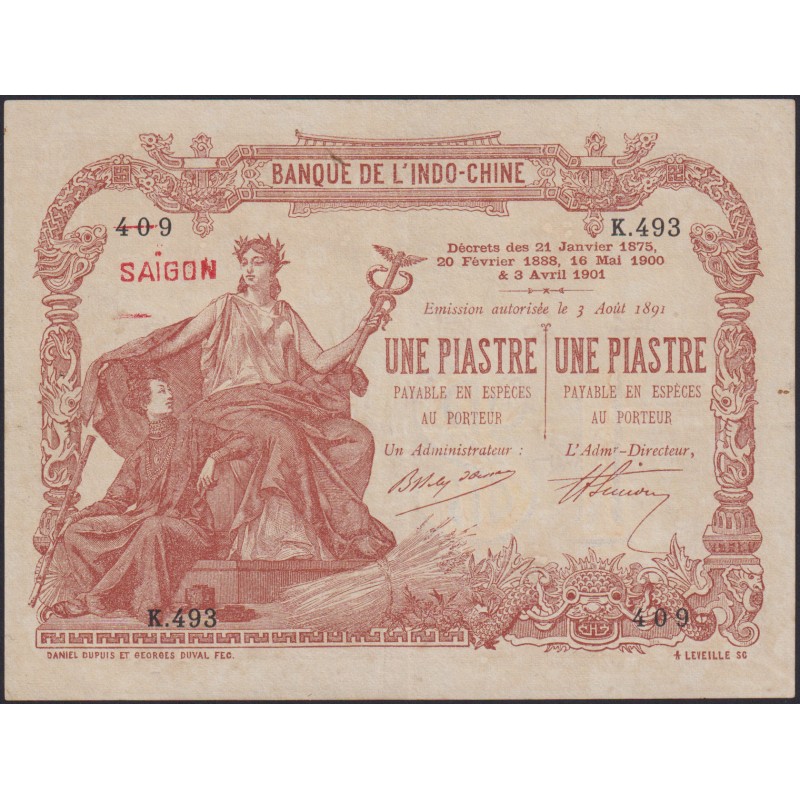 BANQUE DE L'INDO-CHINE
409
K.493
SAÏGON
Décrets des 21 Janvier 1875,
20 Février 1888, 16 Mai 1900
& 3 Avril 1901
Emission autorisée le 3 Août 1891
UNE PIASTRE
PAYABLE EN ESPÈCES
AU PORTEUR
Un Administrateur :
UNE PIASTRE
PAYABLE EN ESPÈCES
AU PORTEUR
L'Admr-Directeur,
K.493
409
DANIEL DUPUIS ET GEORGES DUVAL FEC.
A LEVEILLE SC